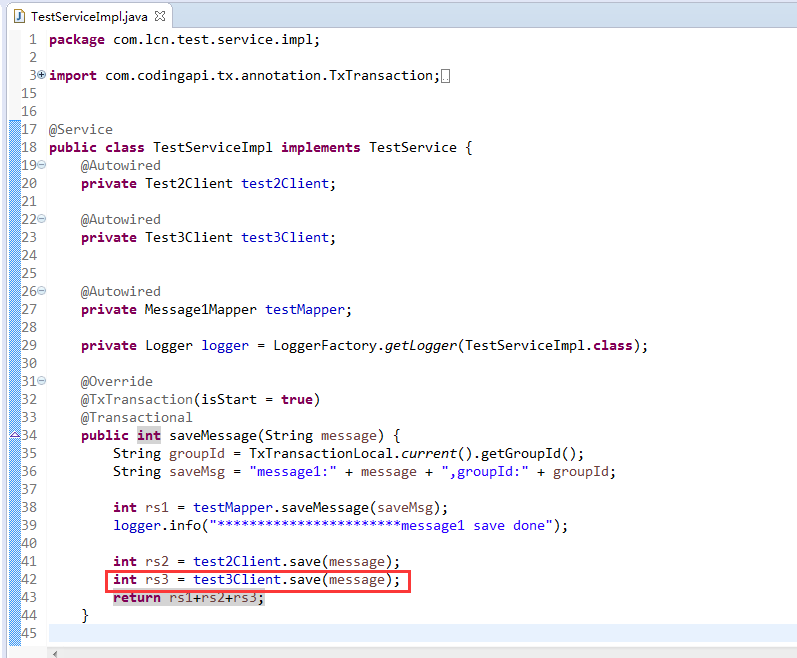 TestServiceImpl.java
1 package com.lcn.test.service.impl;
2
3 import com.codingapi.tx.annotation.TxTransaction;
15
16
17 @Service
18 public class TestServiceImpl implements TestService {
19 @Autowired
20 private Test2Client test2Client;
21
22 @Autowired
23 private Test3Client test3Client;
24
25
26 @Autowired
27 private Message1Mapper testMapper;
28
29 private Logger logger = LoggerFactory.getLogger(TestServiceImpl.class);
30
31 @Override
32 @TxTransaction(isStart = true)
33 @Transactional
34 public int saveMessage(String message) {
35 String groupId = TxTransactionLocal.current().getGroupId();
36 String saveMsg = "message1:" + message + ",groupId:" + groupId;
37
38 int rs1 = testMapper.saveMessage(saveMsg);
39 logger.info("***********************message1 save done");
40
41 int rs2 = test2Client.save(message);
42 int rs3 = test3Client.save(message);
43 return rs1+rs2+rs3;
44 }
45